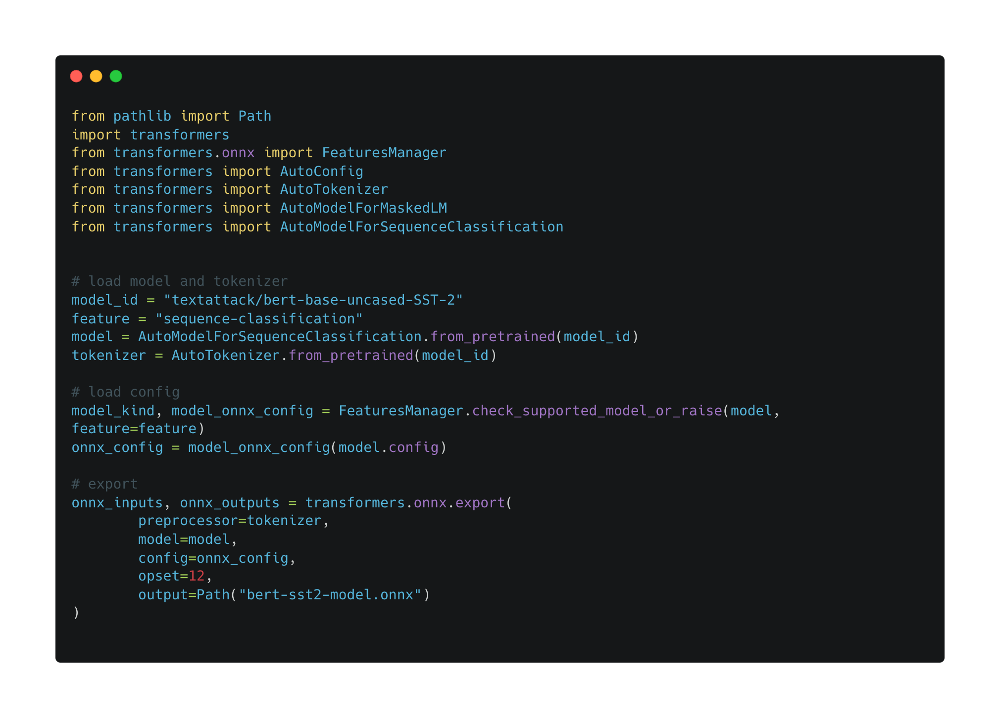 from pathlib import Path
import transformers
from transformers.onnx import FeaturesManager
from transformers import AutoConfig
from transformers import AutoTokenizer
from transformers import AutoModelForMaskedLM
from transformers import AutoModelForSequenceClassification
# load model and tokenizer
model_id = "textattack/bert-base-uncased-SST-2"
feature = "sequence-classification"
model = AutoModelForSequenceClassification.from_pretrained(model_id)
tokenizer = AutoTokenizer.from_pretrained(model_id)
# load config
model_kind, model_onnx_config = FeaturesManager.check_supported_model_or_raise(model,
feature=feature)
onnx_config = model_onnx_config(model.config)
# export
onnx_inputs, onnx_outputs = transformers.onnx.export(
        preprocessor=tokenizer,
        model=model,
        config=onnx_config,
        opset=12,
        output=Path("bert-sst2-model.onnx")
)